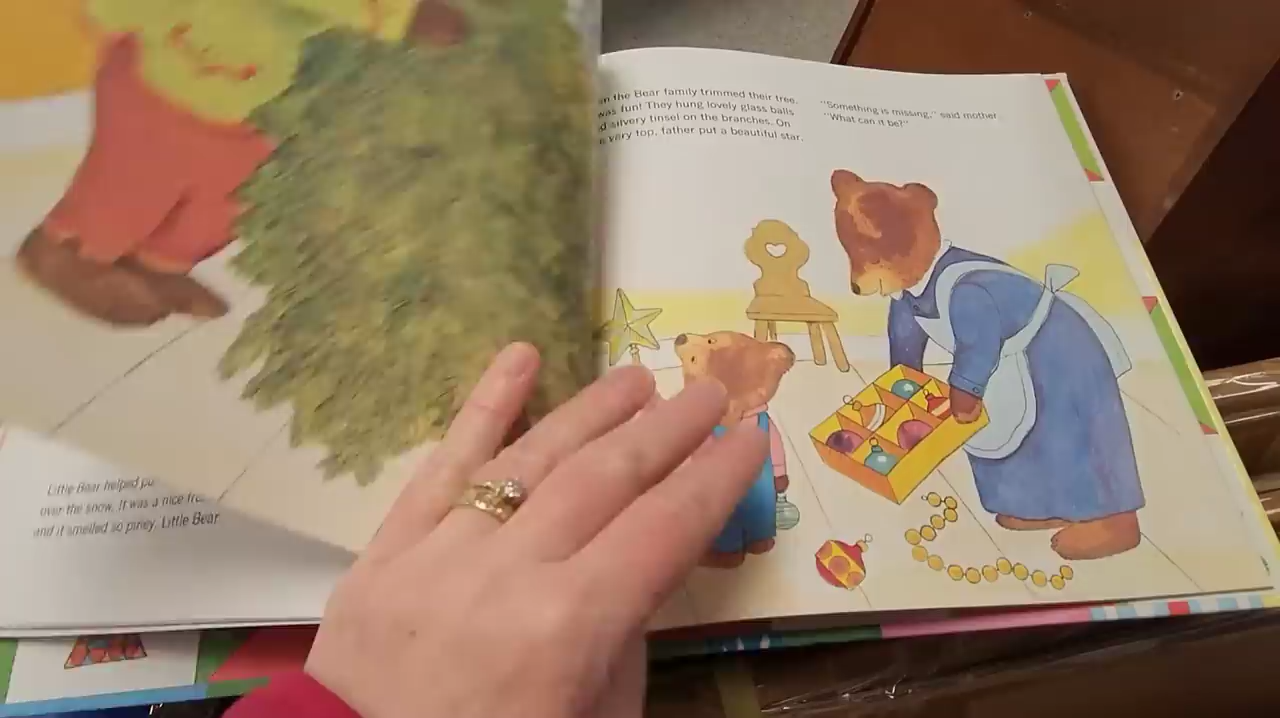 Little Bear helped pu
over the snow. It was a nice
and it smelled so piney. Little Bear
the Bear family trimmed their tree.
was fun! They hung lovely glass balls
silvery tinsel on the branches. On
very top, father put a beautiful star.
"Something is missing," said mother.
"What can it be?"